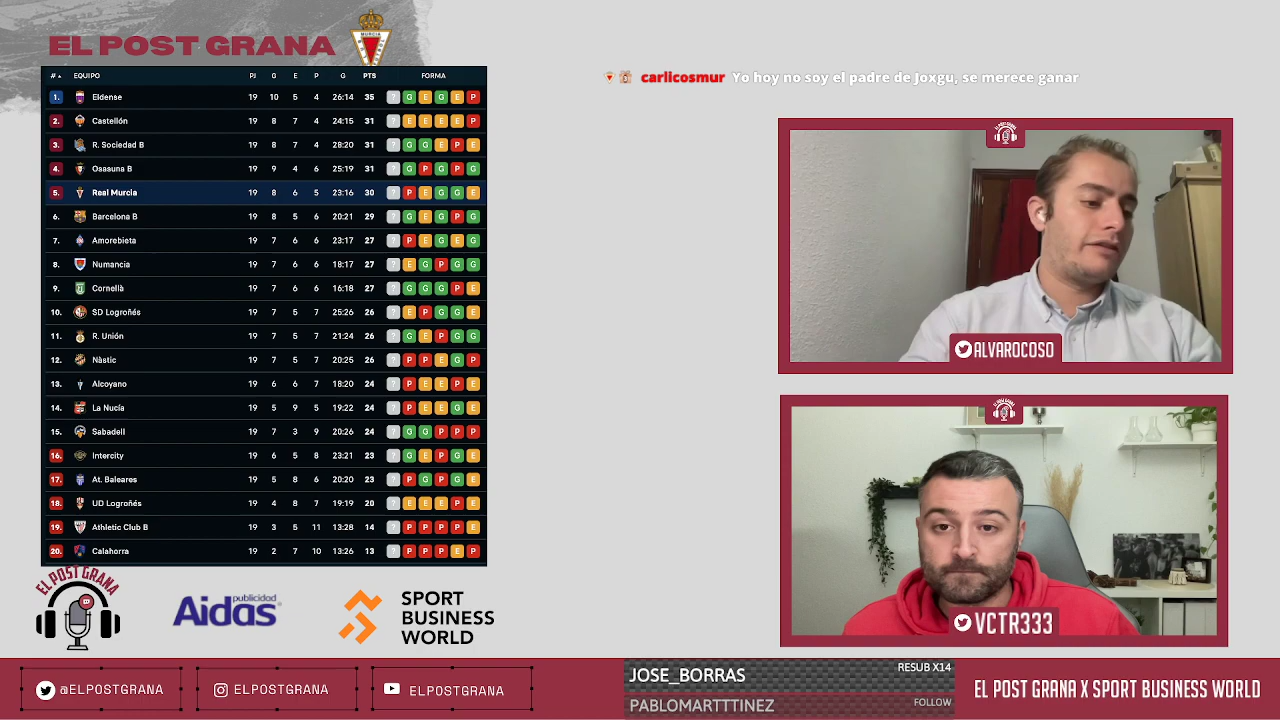 EL POST GRANA
MURCIA
# EQUIPO PJ G E P G PTS FORMA
1. Eldense 19 10 5 4 26:14 35 ? G E G E P
2. Castellón 19 8 7 4 24:15 31 ? E E E E P
3. R. Sociedad B 19 8 7 4 28:20 31 ? G G E P E
4. Osasuna B 19 9 4 6 25:19 31 ? G P G P G
5. Real Murcia 19 8 6 5 23:16 30 ? P E G G E
6. Barcelona B 19 8 5 6 21:21 29 ? G E G P G
7. Amorebieta 19 7 6 6 23:17 27 ? P E G E G
8. Numancia 19 7 6 6 18:17 27 ? E G P G G
9. Cornellà 19 7 6 6 16:18 27 ? G G G P E
10. SD Logroñés 19 7 5 7 25:26 26 ? E P G G E
11. R. Unión 19 7 5 7 21:24 26 ? G E P G G
12. Nàstic 19 7 5 7 20:25 26 ? P P E G P
13. Alcoyano 19 6 6 7 18:20 24 ? P E E P E
14. La Nucía 19 5 9 5 19:22 24 ? P E E G E
15. Sabadell 19 7 3 9 20:26 24 ? G G P P P
16. Intercity 19 6 5 8 23:21 23 ? G E P G E
17. At. Baleares 19 5 8 6 20:20 23 ? P G P G E
18. UD Logroñés 19 4 8 7 19:19 20 ? E E E P E
19. Athletic Club B 19 3 5 11 13:28 14 ? P P P P E
20. Calahorra 19 2 7 10 13:26 13 ? P P P E P
carlicosmur Yo hoy no soy el padre de Joxgu, se merece ganar
ALVAROCOSO
VCTR333
EL POST GRANA
publicidad
Aidas
SPORT
BUSINESS
WORLD
@ELPOSTGRANA
ELPOSTGRANA
ELPOSTGRANA
JOSE_BORRAS RESUB X14
PABLOMARTTTINEZ FOLLOW
EL POST GRANA X SPORT BUSINESS WORLD